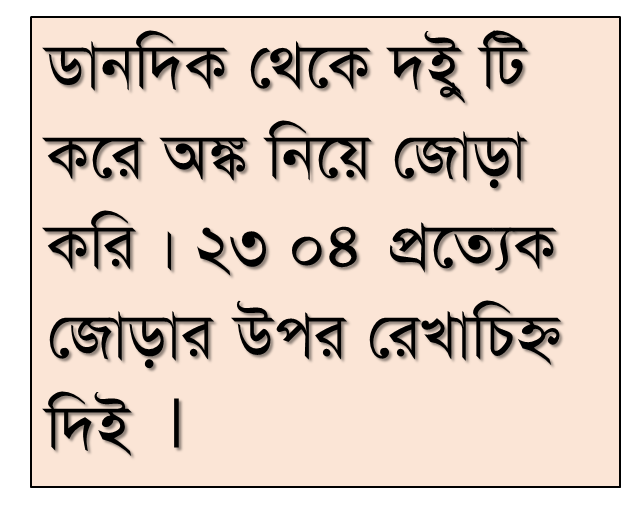 ডানদিক থেকে দইু টি
করে অঙ্ক নিয়ে জোড়া
করি । ২৩ ০৪ প্রত্যেক
জোড়ার উপর রেখাচিহ্ন
দিই ।